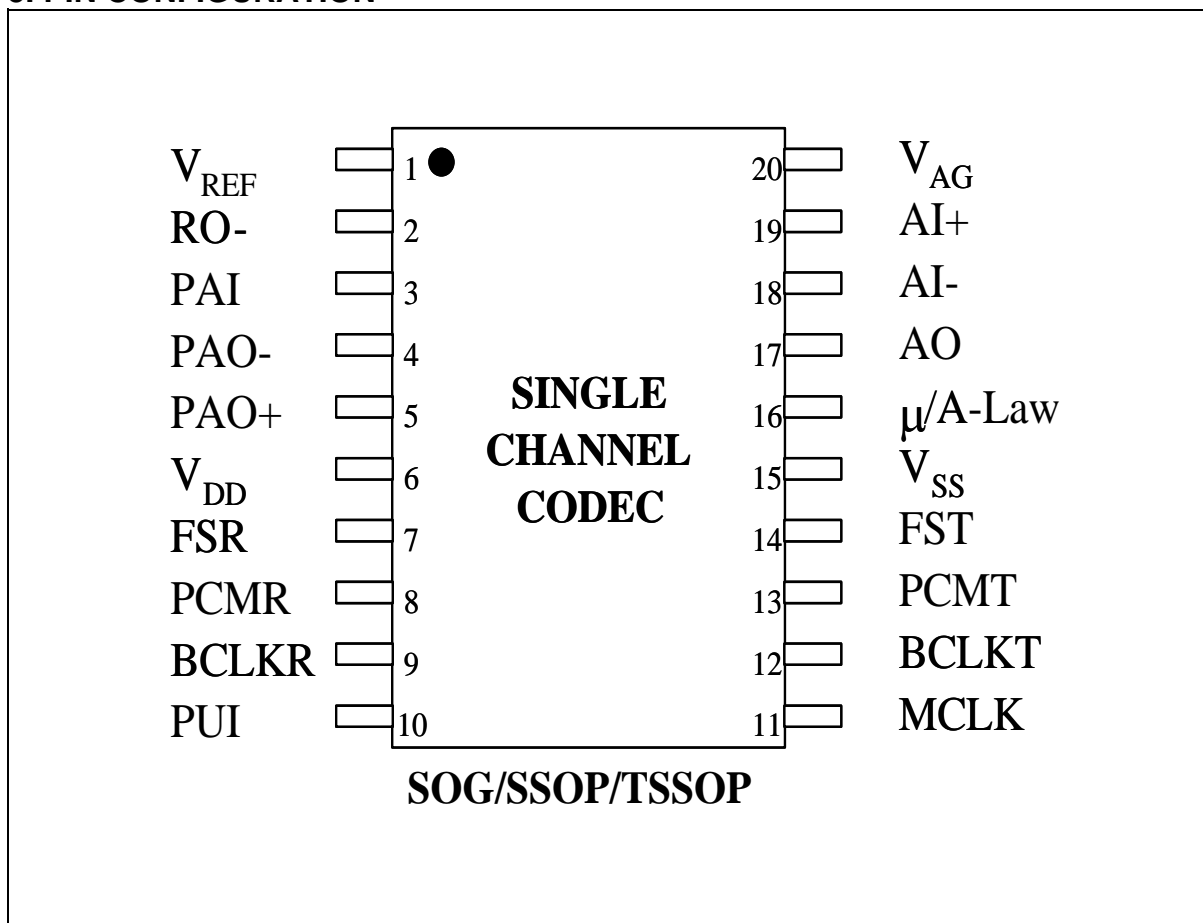 V_REF 1 20 V_AG
RO- 2 19 AI+
PAI 3 18 AI-
PAO- 4 17 AO
PAO+ 5 16 μ/A-Law
V_DD 6 15 V_SS
FSR 7 14 FST
PCMR 8 13 PCMT
BCLKR 9 12 BCLKT
PUI 10 11 MCLK
SINGLE
CHANNEL
CODEC
SOG/SSOP/TSSOP